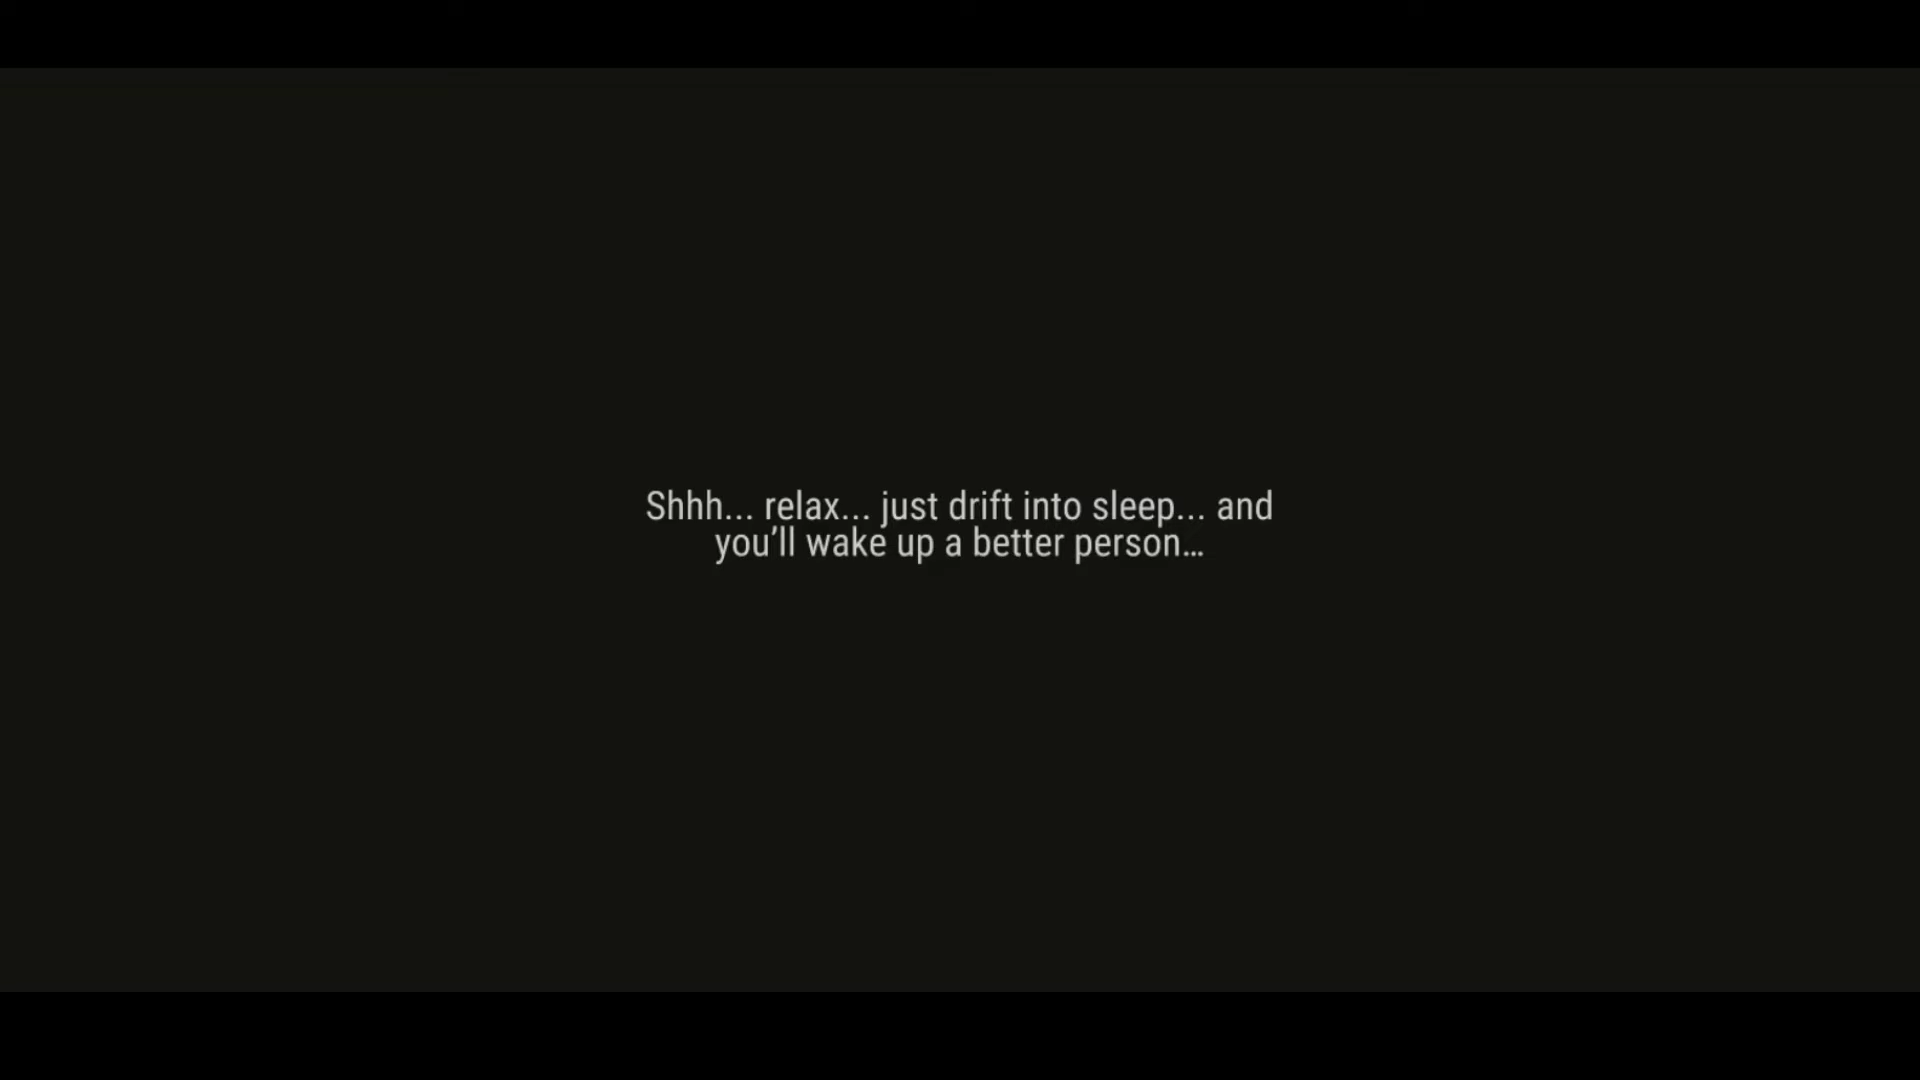 Shhh... relax... just drift into sleep... and
you’ll wake up a better person…